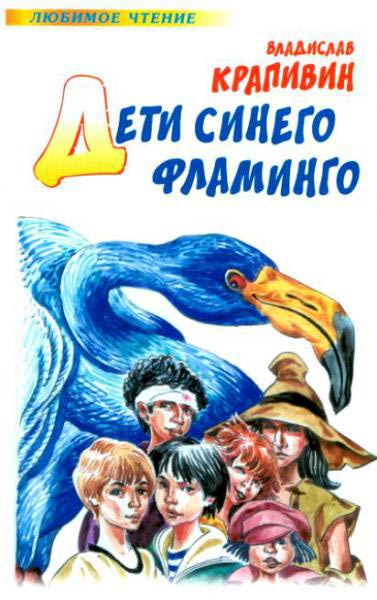 ЛЮБИМОЕ ЧТЕНИЕ
ВЛАДИСЛАВ
КРАПИВИН
ДЕТИ СИНЕГО
ФЛАМИНГО